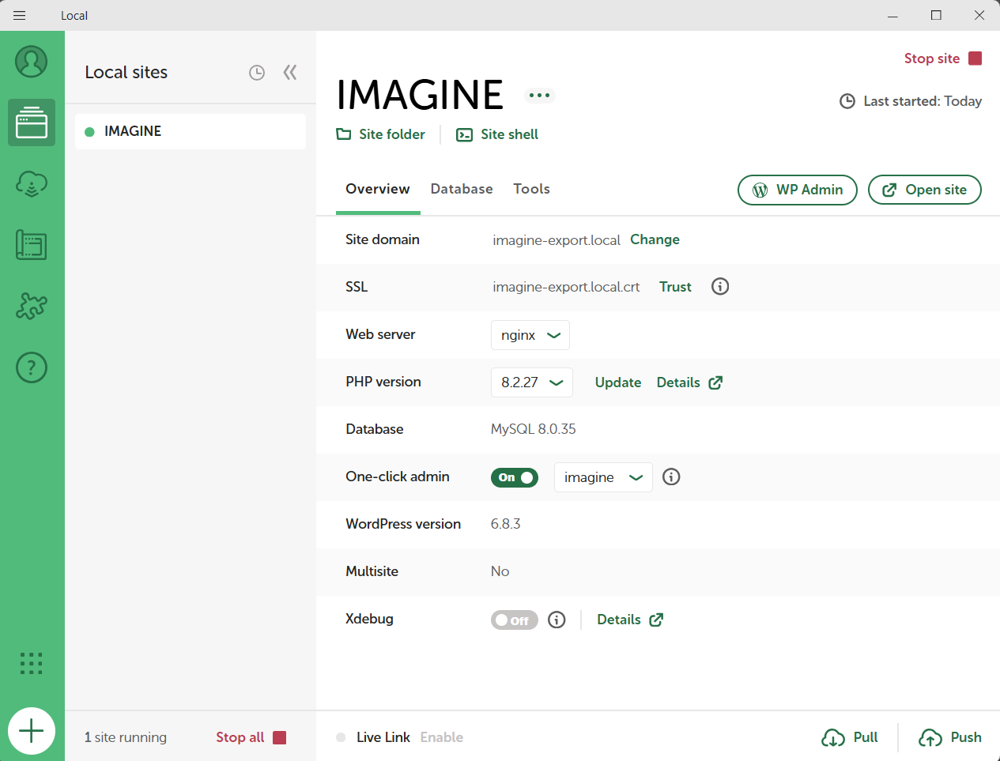 Local
Local sites
IMAGINE
1 site running
Stop all
Stop site
IMAGINE
Last started: Today
Site folder
Site shell
Overview
Database
Tools
WP Admin
Open site
Site domain imagine-export.local Change
SSL imagine-export.local.crt Trust
Web server nginx
PHP version 8.2.27 Update Details
Database MySQL 8.0.35
One-click admin On imagine
WordPress version 6.8.3
Multisite No
Xdebug Off Details
Live Link Enable
Pull
Push